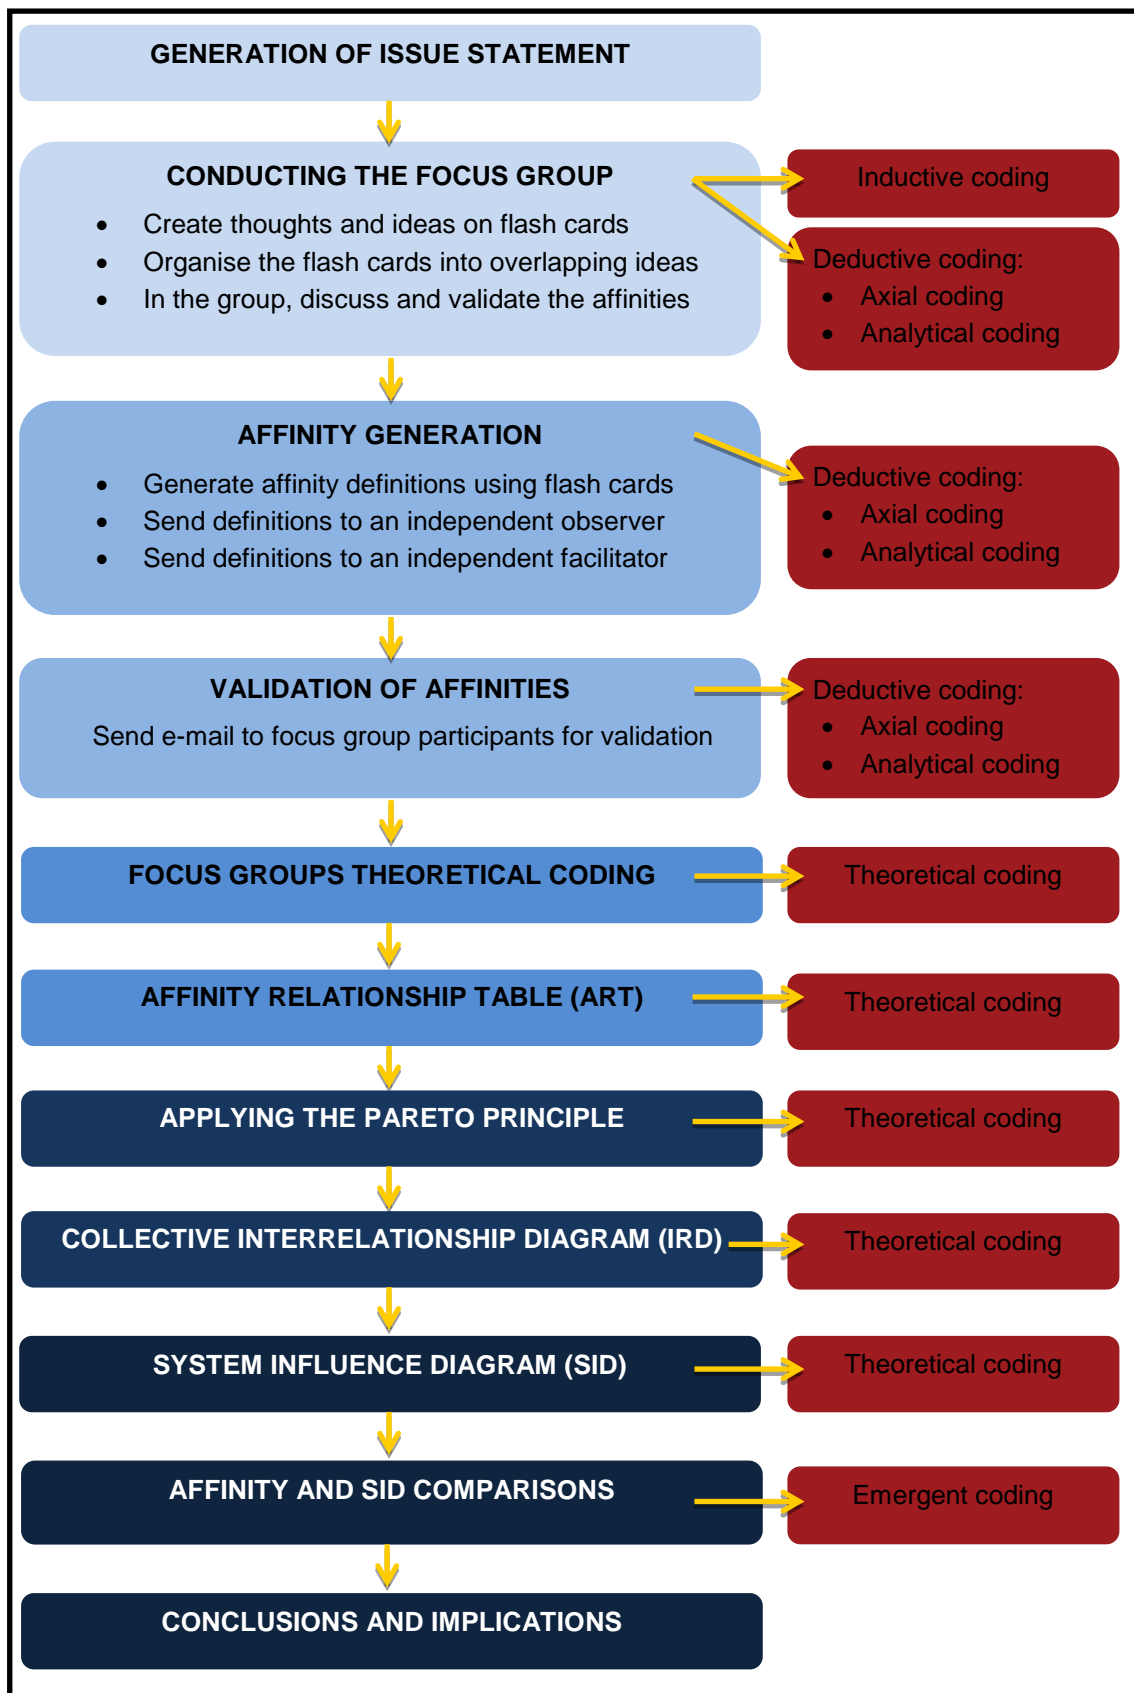 GENERATION OF ISSUE STATEMENT
CONDUCTING THE FOCUS GROUP
• Create thoughts and ideas on flash cards
• Organise the flash cards into overlapping ideas
• In the group, discuss and validate the affinities
Inductive coding
Deductive coding:
• Axial coding
• Analytical coding
AFFINITY GENERATION
• Generate affinity definitions using flash cards
• Send definitions to an independent observer
• Send definitions to an independent facilitator
Deductive coding:
• Axial coding
• Analytical coding
VALIDATION OF AFFINITIES
Send e-mail to focus group participants for validation
Deductive coding:
• Axial coding
• Analytical coding
FOCUS GROUPS THEORETICAL CODING
Theoretical coding
AFFINITY RELATIONSHIP TABLE (ART)
Theoretical coding
APPLYING THE PARETO PRINCIPLE
Theoretical coding
COLLECTIVE INTERRELATIONSHIP DIAGRAM (IRD)
Theoretical coding
SYSTEM INFLUENCE DIAGRAM (SID)
Theoretical coding
AFFINITY AND SID COMPARISONS
Emergent coding
CONCLUSIONS AND IMPLICATIONS